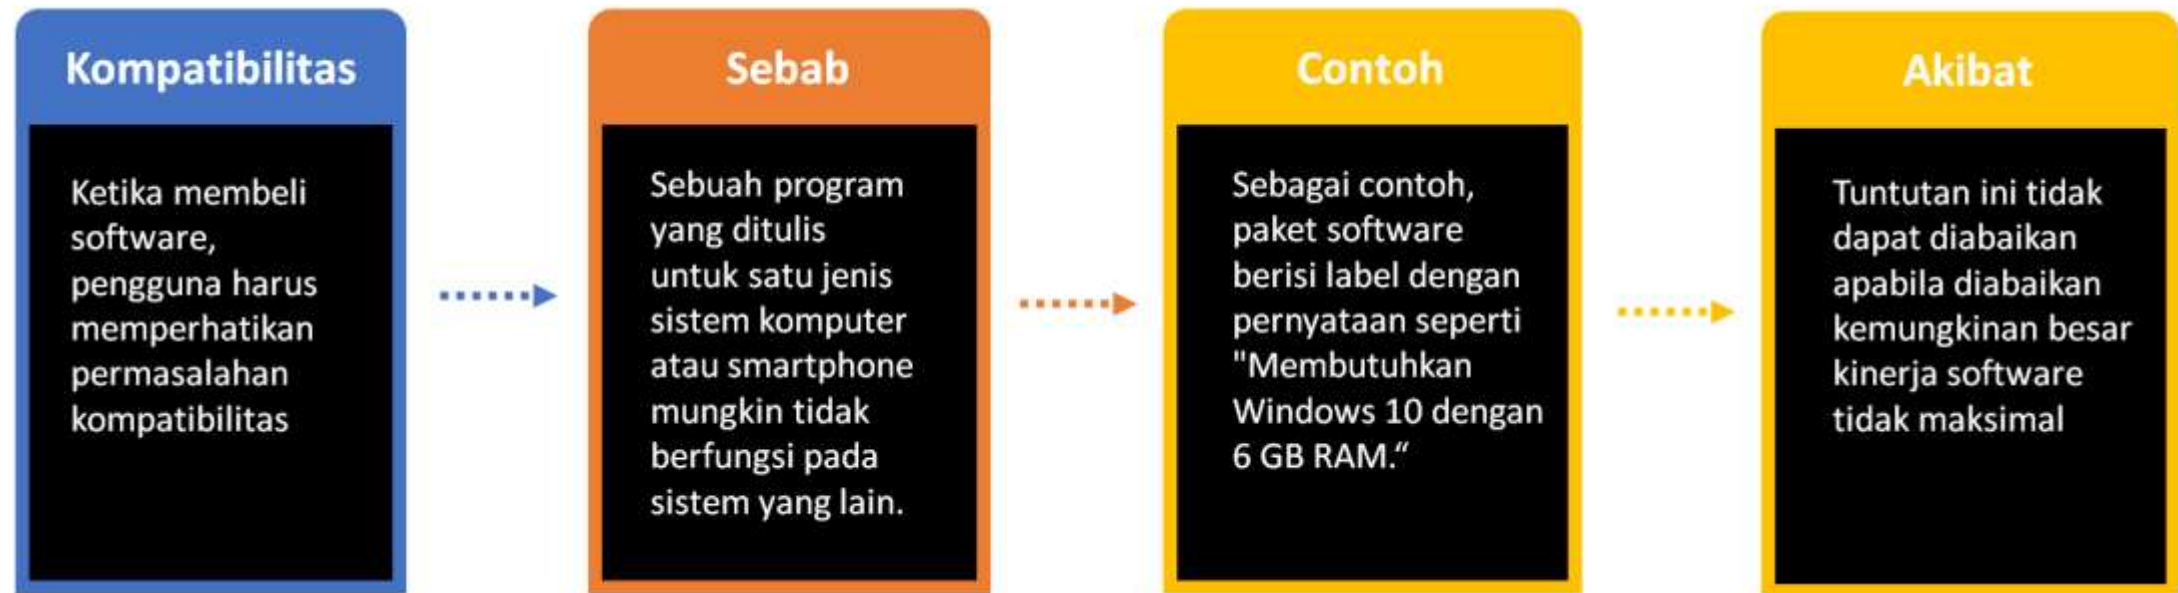 Kompatibilitas
Ketika membeli
software,
pengguna harus
memperhatikan
permasalahan
kompatibilitas
Sebab
Sebuah program
yang ditulis
untuk satu jenis
sistem komputer
atau smartphone
mungkin tidak
berfungsi pada
sistem yang lain.
Contoh
Sebagai contoh,
paket software
berisi label dengan
pernyataan seperti
"Membutuhkan
Windows 10 dengan
6 GB RAM.“
Akibat
Tuntutan ini tidak
dapat diabaikan
apabila diabaikan
kemungkinan besar
kinerja software
tidak maksimal